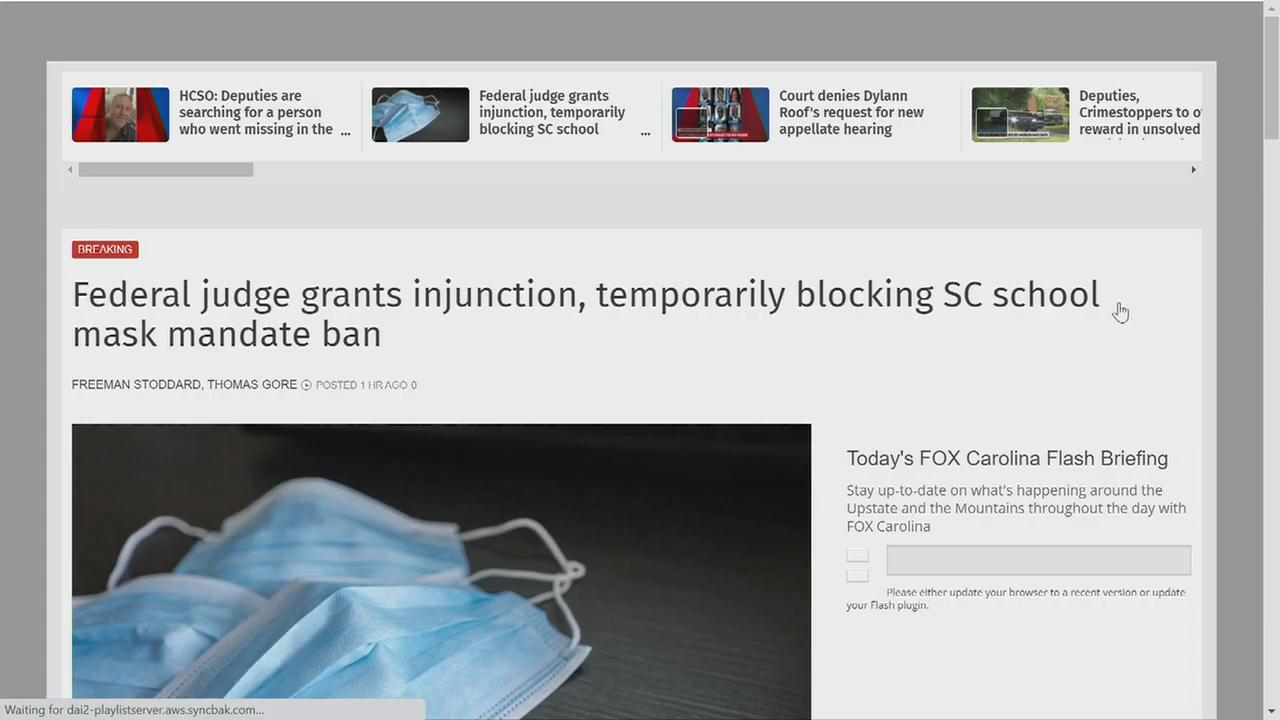 HCSO: Deputies are
searching for a person
who went missing in the ...
Federal judge grants
injunction, temporarily
blocking SC school ...
Court denies Dylann
Roof's request for new
appellate hearing
Deputies,
Crimestoppers to o
reward in unsolved
BREAKING
Federal judge grants injunction, temporarily blocking SC school
mask mandate ban
FREEMAN STODDARD, THOMAS GORE POSTED 1 HR AGO 0
Today's FOX Carolina Flash Briefing
Stay up-to-date on what's happening around the
Upstate and the Mountains throughout the day with
FOX Carolina
Please either update your browser to a recent version or update
your Flash plugin.
Waiting for dai2-playlistserver.aws.syncbak.com...